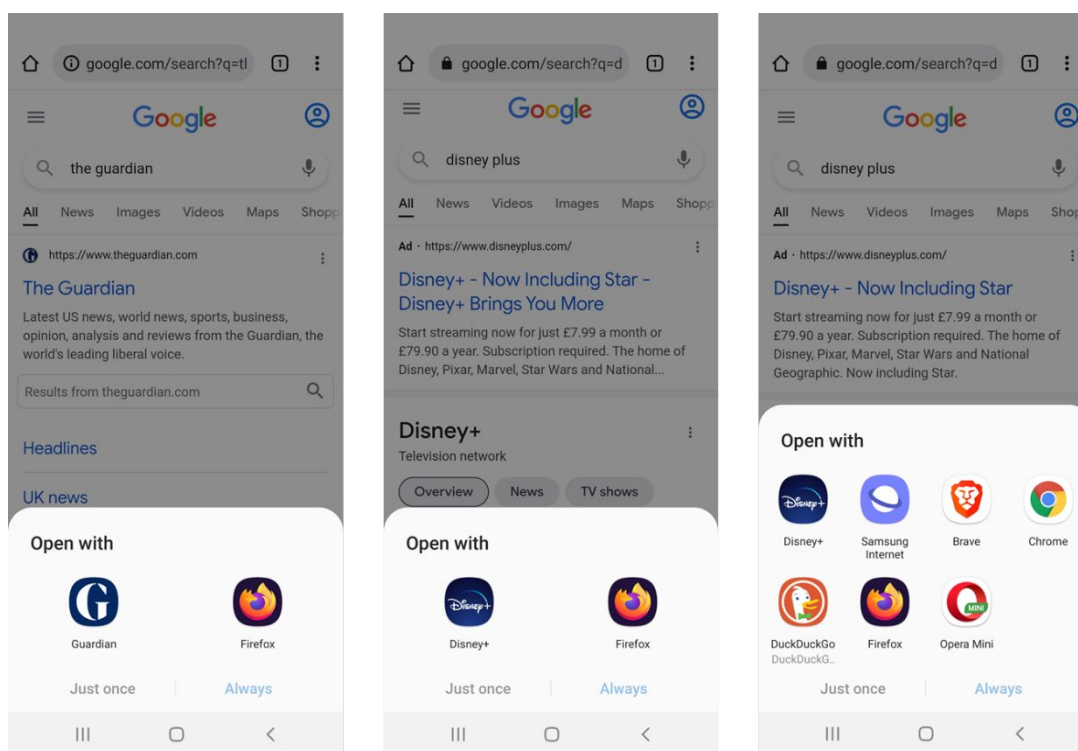 google.com/search?q=tl
1
Google
the guardian
All News Images Videos Maps Shopp
https://www.theguardian.com
The Guardian
Latest US news, world news, sports, business,
opinion, analysis and reviews from the Guardian, the
world's leading liberal voice.
Results from theguardian.com
Headlines
UK news
Open with
G
Guardian
Firefox
Just once
Always
google.com/search?q=d
1
Google
disney plus
All News Videos Images Maps Shopp
Ad · https://www.disneyplus.com/
Disney+ - Now Including Star -
Disney+ Brings You More
Start streaming now for just £7.99 a month or
£79.90 a year. Subscription required. The home of
Disney, Pixar, Marvel, Star Wars and National...
Disney+
Television network
Overview
News
TV shows
Open with
Disney+
Disney+
Firefox
Just once
Always
google.com/search?q=d
1
Google
disney plus
All News Videos Images Maps Shop
Ad · https://www.disneyplus.com/
Disney+ - Now Including Star
Start streaming now for just £7.99 a month or
£79.90 a year. Subscription required. The home of
Disney, Pixar, Marvel, Star Wars and National
Geographic. Now including Star.
Open with
Disney+
Disney+
Samsung
Internet
Brave
Chrome
DuckDuckGo
DuckDuckG..
Firefox
MINI
Opera Mini
Just once
Always